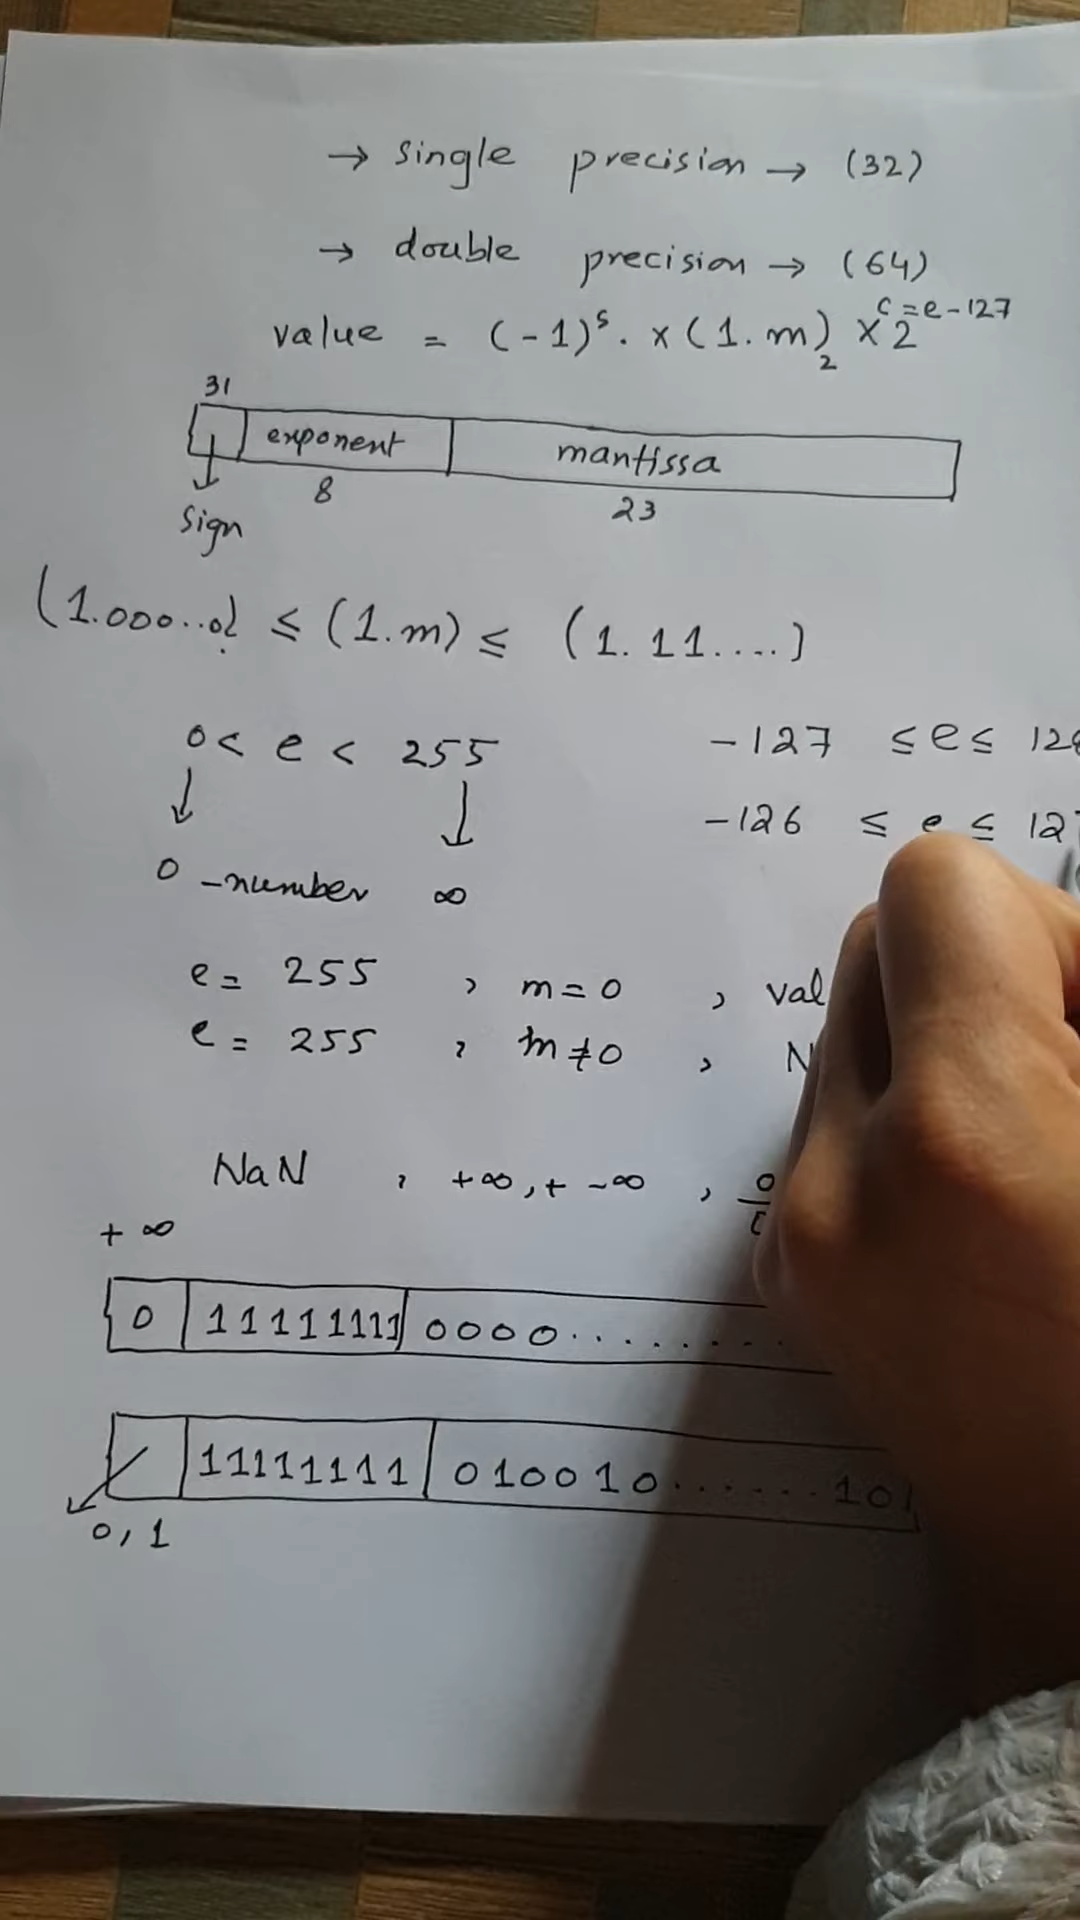 → single precision → (32)
→ double precision → (64)
value = (-1)^s . x (1.m)₂ x 2^c=e-127
31
exponent mantissa
8 23
sign
(1.000..0) ≤ (1.m) ≤ (1.11....)
0 < e < 255 -127 ≤ e ≤
-126 ≤ e ≤
0 -number ∞
e = 255 , m = 0 , val
e = 255 , m ≠ 0 , N
NaN , +∞, + -∞ , 0
+ ∞
0 11111111 0000........
11111111 010010......10
0, 1